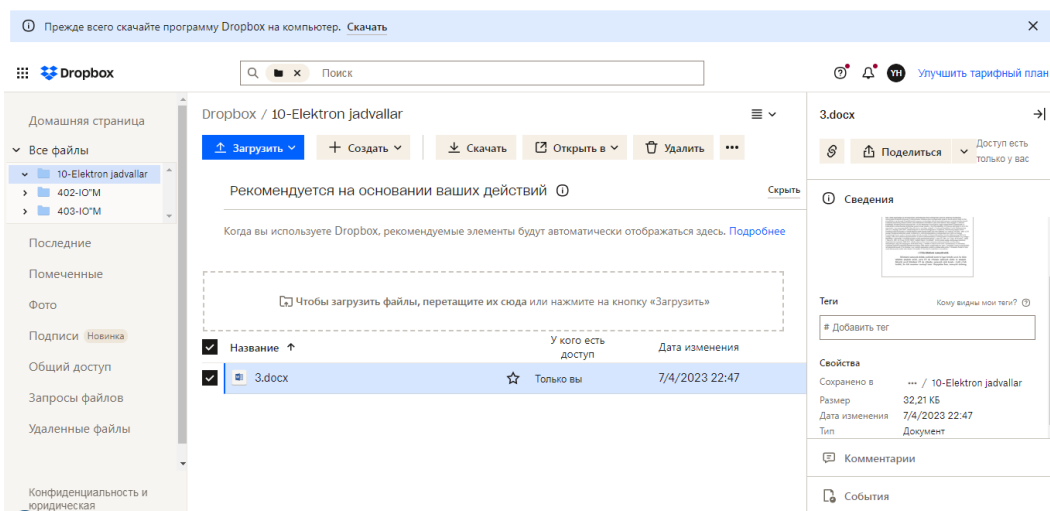 Прежде всего скачайте программу Dropbox на компьютер. Скачать
Dropbox
Поиск
YH
Улучшить тарифный план
Домашняя страница
Все файлы
10-Elektron jadvallar
402-IO"M
403-IO"M
Последние
Помеченные
Фото
Подписи Новинка
Общий доступ
Запросы файлов
Удаленные файлы
Конфиденциальность и
юридическая
Dropbox / 10-Elektron jadvallar
Загрузить
Создать
Скачать
Открыть в
Удалить
Рекомендуется на основании ваших действий
Скрыть
Когда вы используете Dropbox, рекомендуемые элементы будут автоматически отображаться здесь. Подробнее
Чтобы загрузить файлы, перетащите их сюда или нажмите на кнопку «Загрузить»
Название
У кого есть
доступ
Дата изменения
3.docx
Только вы
7/4/2023 22:47
3.docx
Поделиться
Доступ есть
только у вас
Сведения
Теги
Кому видны мои теги?
# Добавить тег
Свойства
Сохранено в ••• / 10-Elektron jadvallar
Размер 32,21 КБ
Дата изменения 7/4/2023 22:47
Тип Документ
Комментарии
События